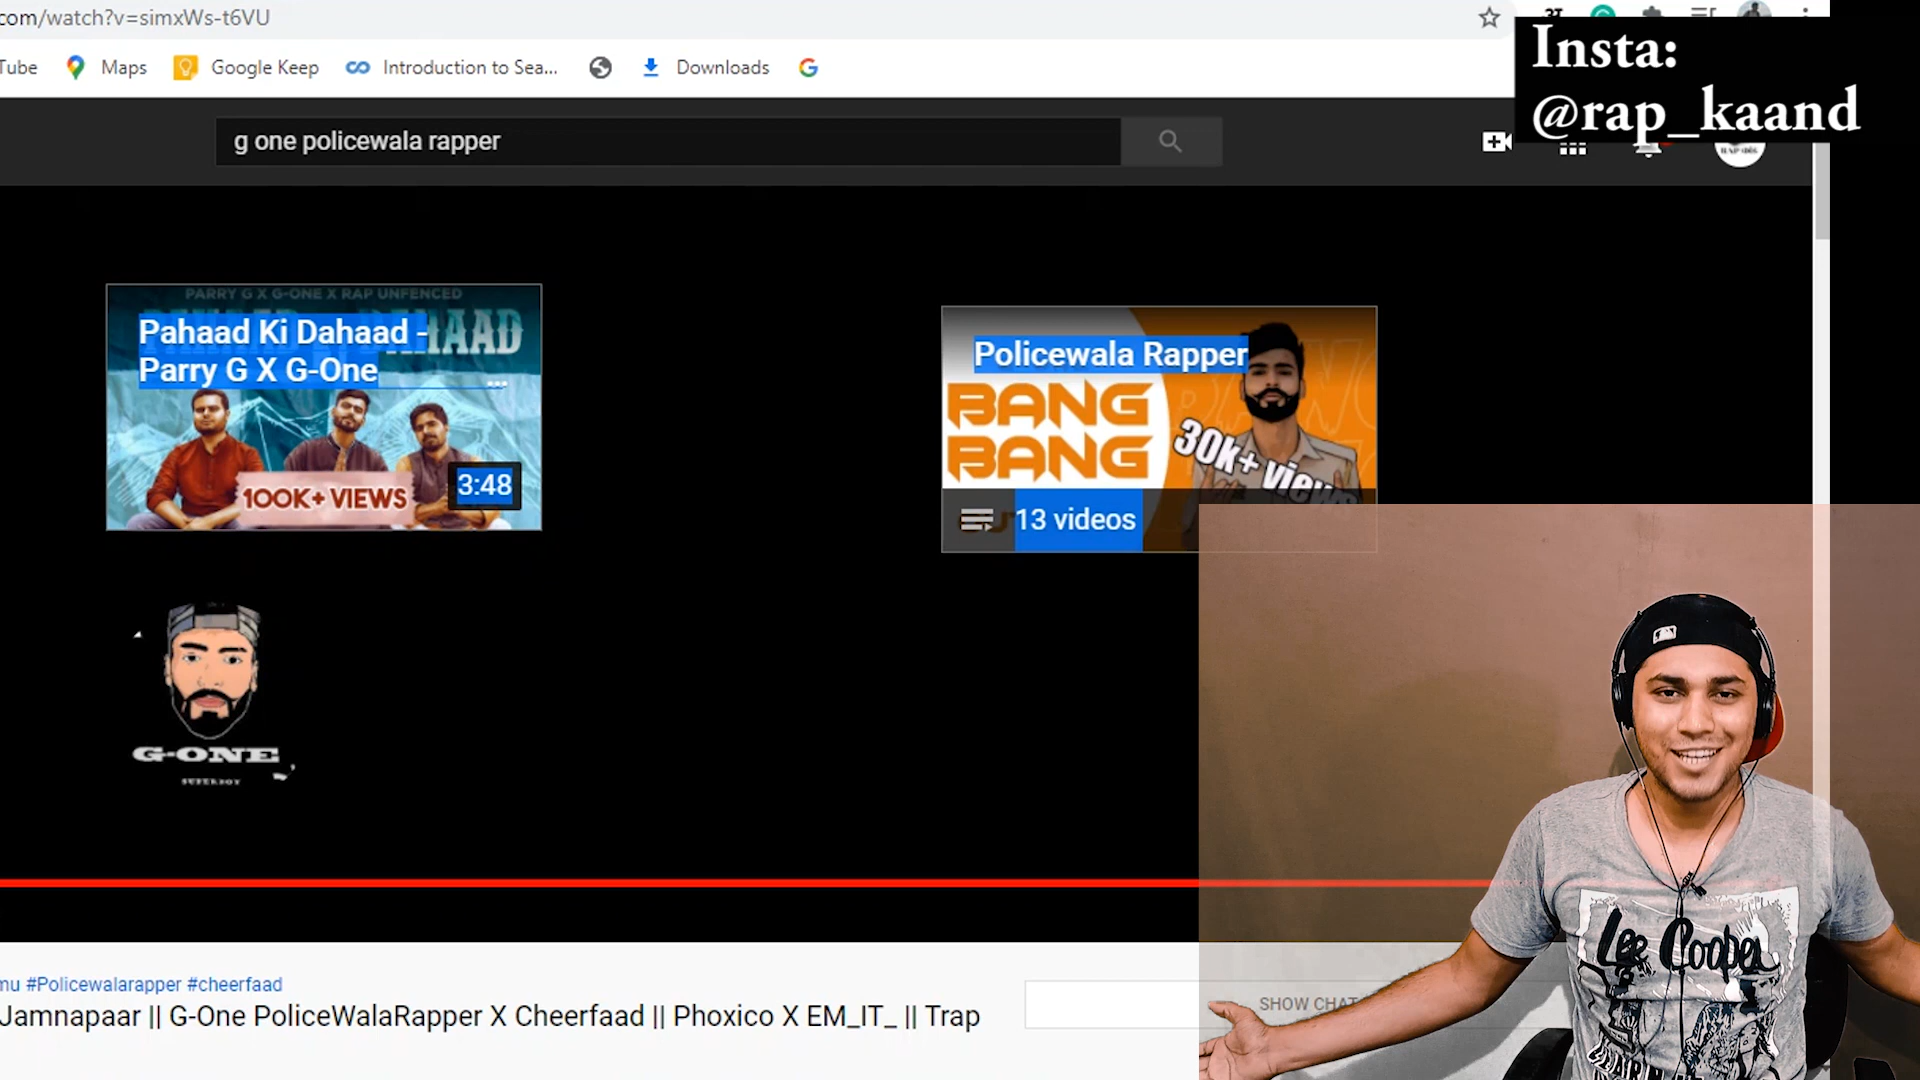 com/watch?v=simxWs-t6VU
Tube
Maps
Google Keep
Introduction to Sea...
Downloads
Insta:
@rap_kaand
g one policewala rapper
PARRY G X G-ONE X RAP UNFENCED
Pahaad Ki Dahaad -
Parry G X G-One
...
100K+ VIEWS
3:48
Policewala Rapper
BANG
BANG
30k+ views
13 videos
G-ONE
SUPERBOY
mu #Policewalarapper #cheerfaad
Jamnapaar || G-One PoliceWalaRapper X Cheerfaad || Phoxico X EM_IT_ || Trap
SHOW CHAT
Lee Cooper